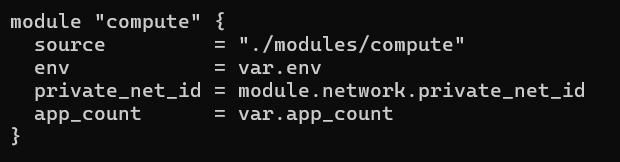 module "compute" {
  source         = "./modules/compute"
  env            = var.env
  private_net_id = module.network.private_net_id
  app_count      = var.app_count
}